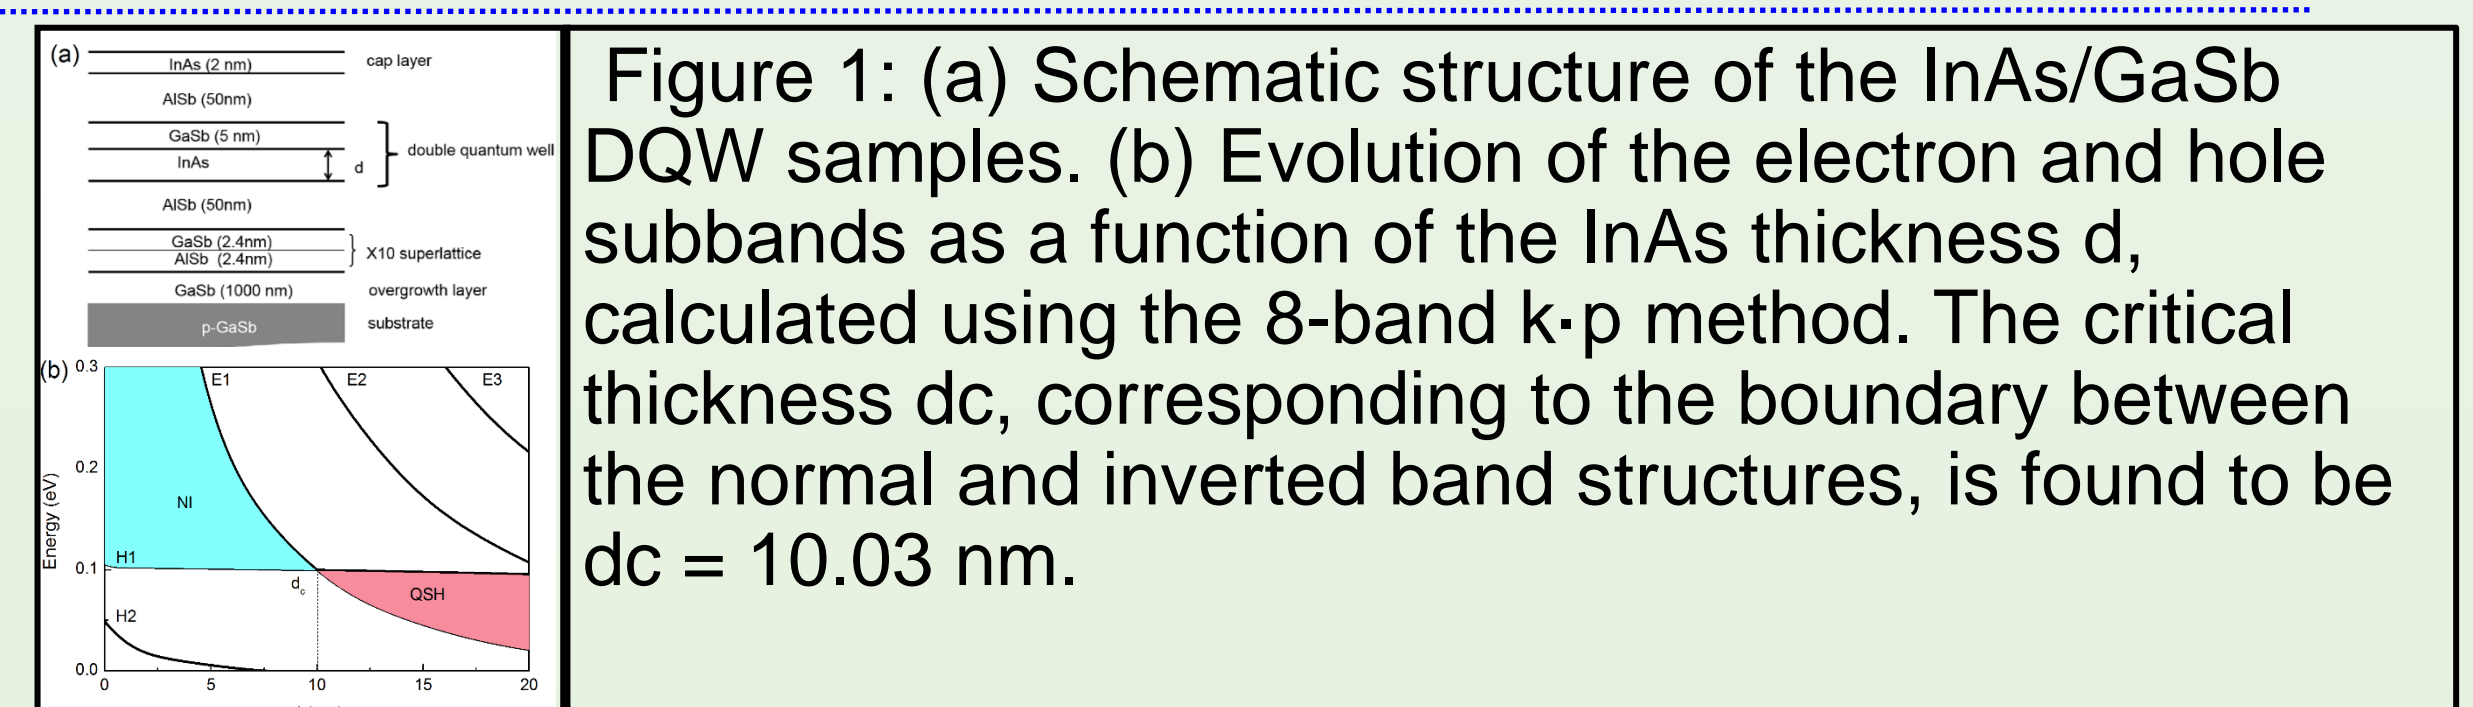 (a)
InAs (2 nm) cap layer
AlSb (50nm)
GaSb (5 nm)
InAs d double quantum well
AlSb (50nm)
GaSb (2.4nm)
AlSb (2.4nm) X10 superlattice
GaSb (1000 nm) overgrowth layer
p-GaSb substrate
(b)
0.3
E1 E2 E3
0.2
NI
Energy (eV)
H1
0.1
dc
QSH
H2
0.0
0 5 10 15 20
Figure 1: (a) Schematic structure of the InAs/GaSb
DQW samples. (b) Evolution of the electron and hole
subbands as a function of the InAs thickness d,
calculated using the 8-band k·p method. The critical
thickness dc, corresponding to the boundary between
the normal and inverted band structures, is found to be
dc = 10.03 nm.